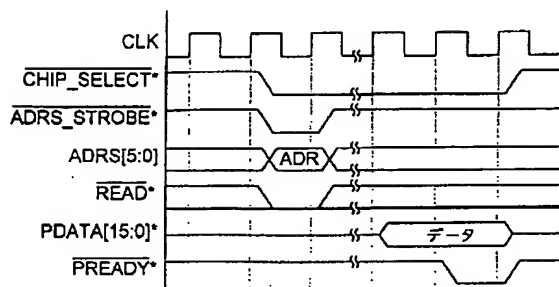 CLK
CHIP_SELECT*
ADRS_STROBE*
ADRS[5:0]
ADR
READ*
PDATA[15:0]*
データ
PREADY*